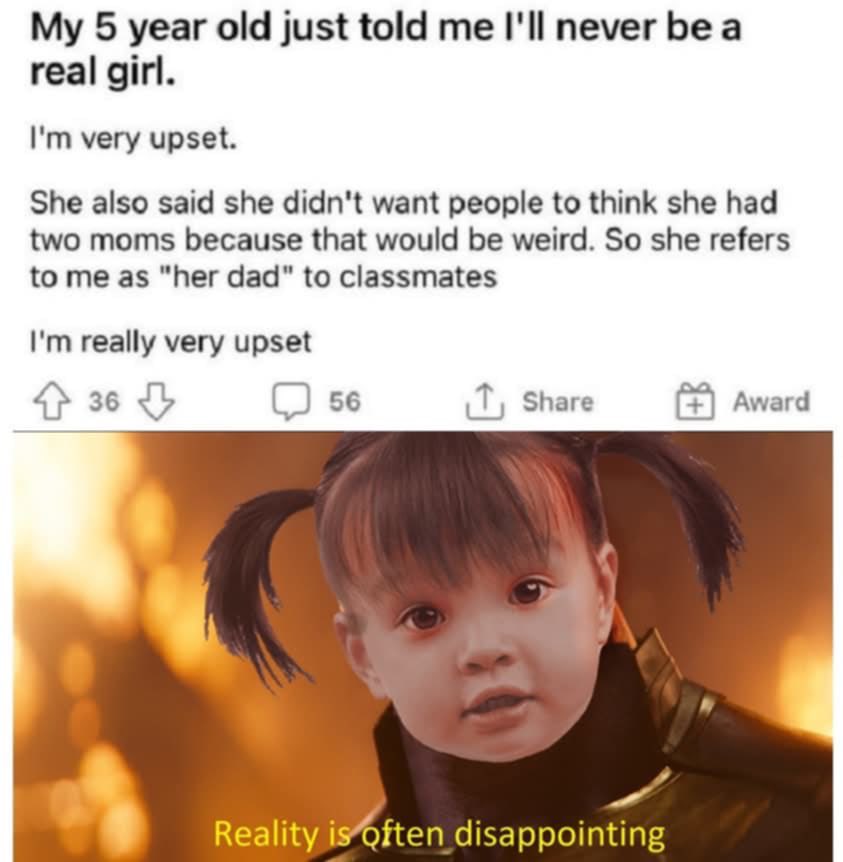 My 5 year old just told me I'll never be a
real girl.
I'm very upset.
She also said she didn't want people to think she had
two moms because that would be weird. So she refers
to me as "her dad" to classmates
I'm really very upset
36 56 Share Award
Reality is often disappointing